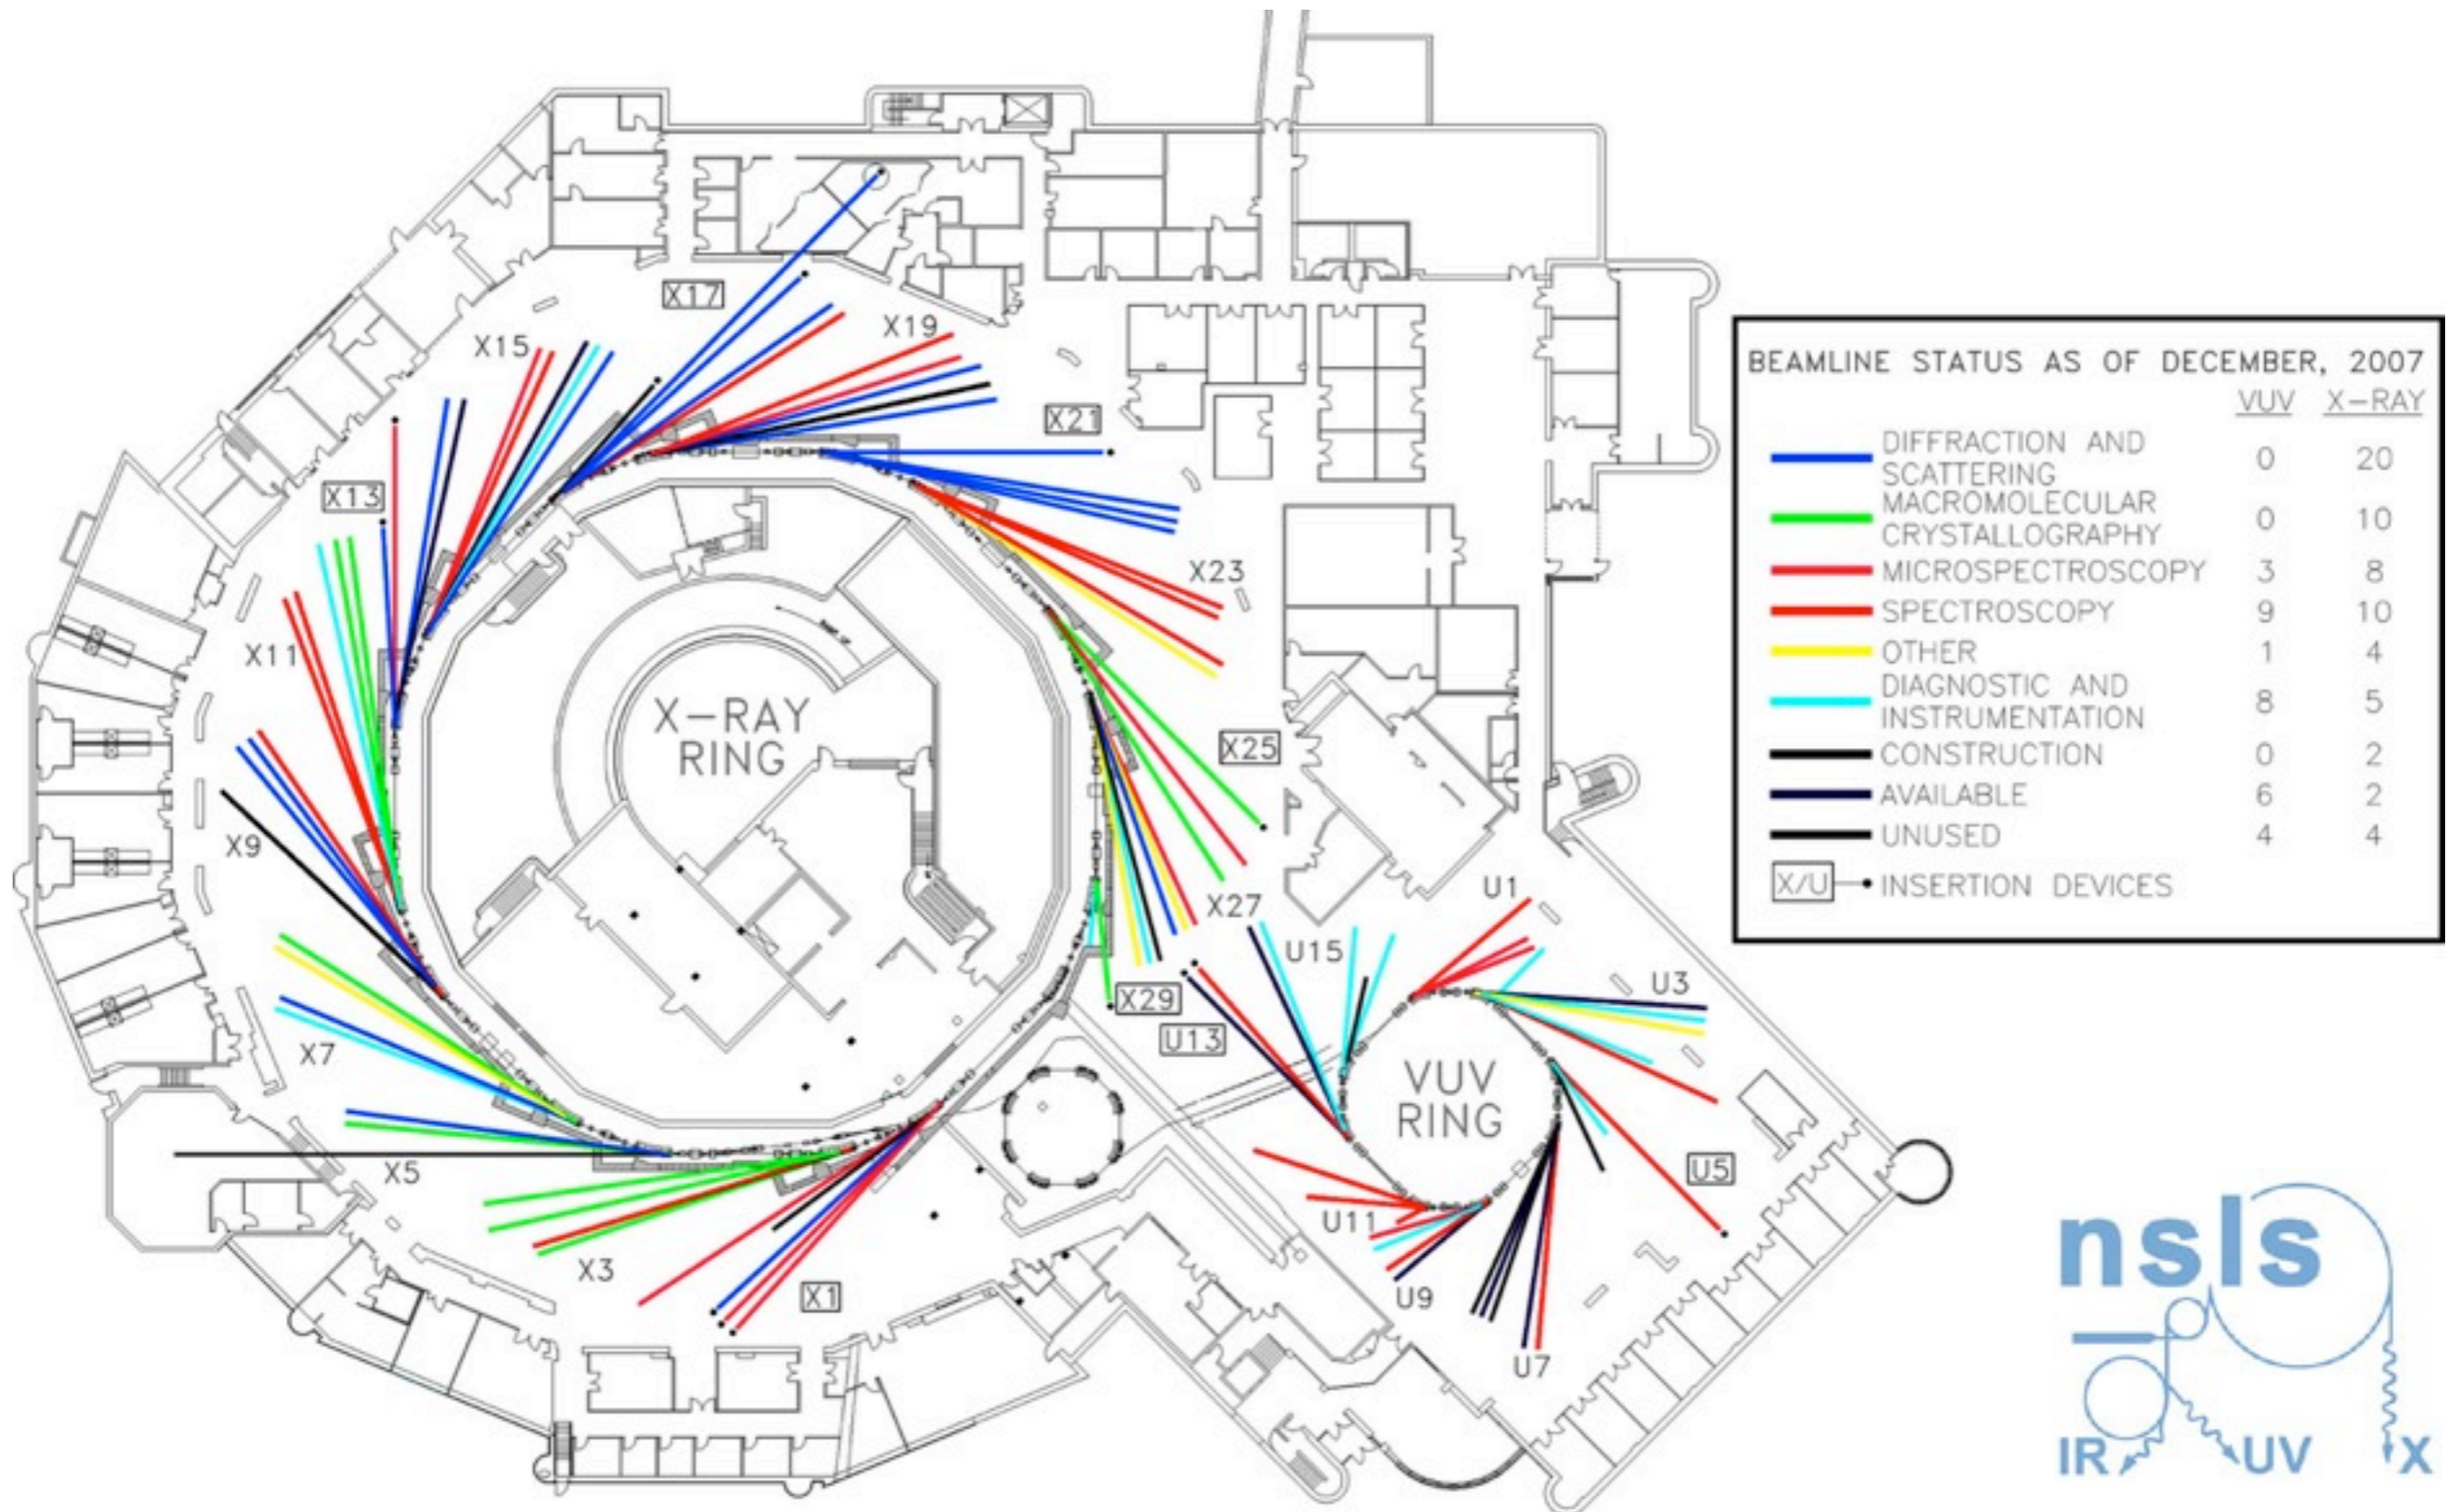 X17
X19
X15
X21
X13
X23
X11
X-RAY
RING
X25
X9
X27
U1
U15
X29
U3
U13
X7
VUV
RING
X5
U5
U11
X3
X1
U9
U7
BEAMLINE STATUS AS OF DECEMBER, 2007
VUV X-RAY
DIFFRACTION AND
SCATTERING 0 20
MACROMOLECULAR
CRYSTALLOGRAPHY 0 10
MICROSPECTROSCOPY 3 8
SPECTROSCOPY 9 10
OTHER 1 4
DIAGNOSTIC AND
INSTRUMENTATION 8 5
CONSTRUCTION 0 2
AVAILABLE 6 2
UNUSED 4 4
X/U INSERTION DEVICES
nsls
IR UV X